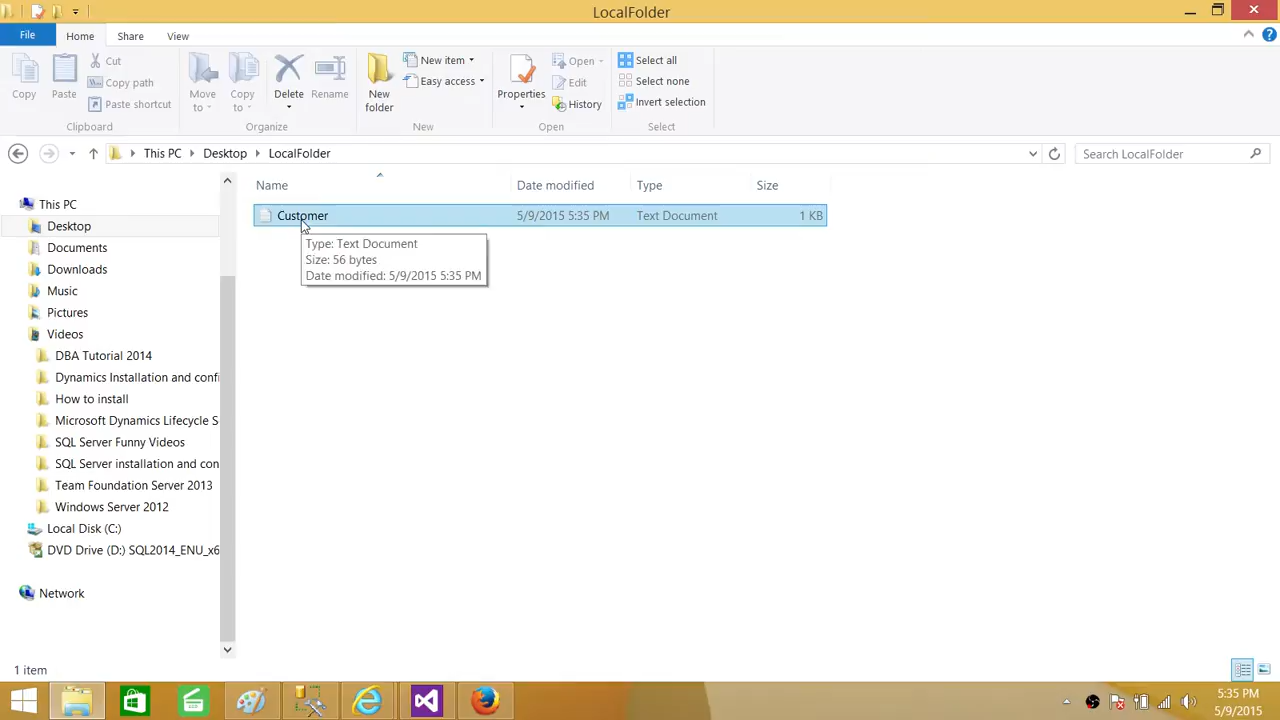 LocalFolder
File
Home
Share
View
Copy
Paste
Cut
Copy path
Paste shortcut
Clipboard
Move to
Copy to
Delete
Rename
Organize
New folder
New item
Easy access
New
Properties
Open
Edit
History
Open
Select all
Select none
Invert selection
Select
This PC
Desktop
LocalFolder
Search LocalFolder
Name
Date modified
Type
Size
Customer
5/9/2015 5:35 PM
Text Document
1 KB
Type: Text Document
Size: 56 bytes
Date modified: 5/9/2015 5:35 PM
This PC
Desktop
Documents
Downloads
Music
Pictures
Videos
DBA Tutorial 2014
Dynamics Installation and confi
How to install
Microsoft Dynamics Lifecycle S
SQL Server Funny Videos
SQL Server installation and con
Team Foundation Server 2013
Windows Server 2012
Local Disk (C:)
DVD Drive (D:) SQL2014_ENU_x6
Network
1 item
5:35 PM
5/9/2015